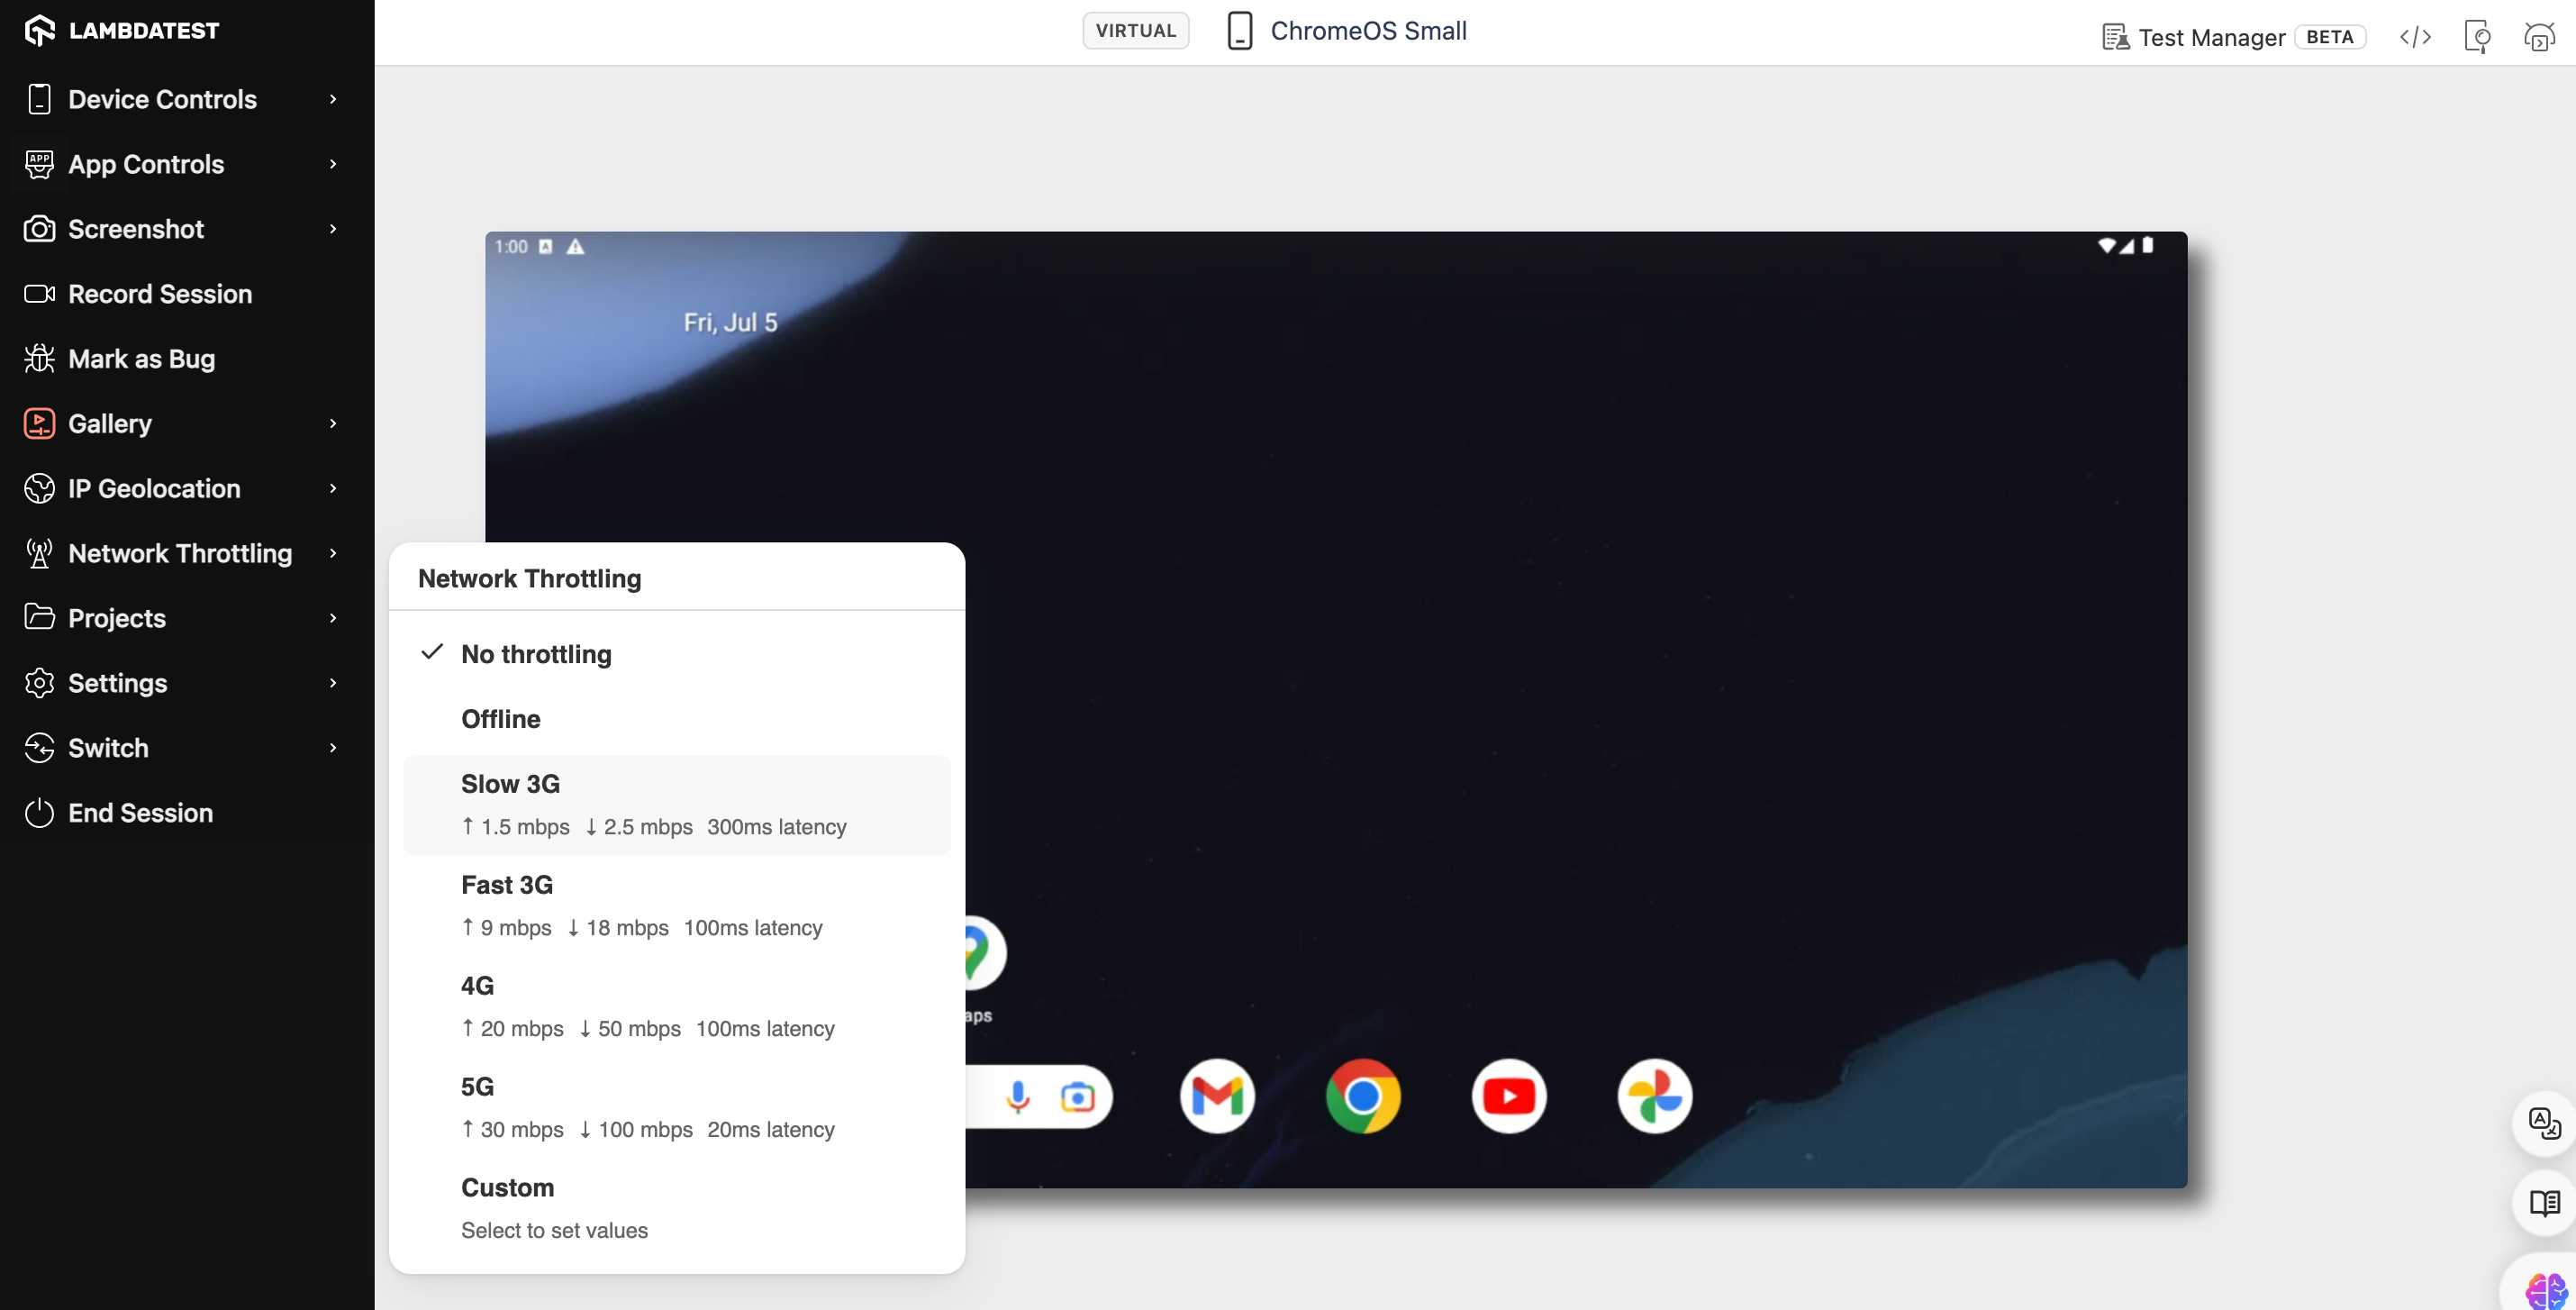 LAMBDATEST
Device Controls
APP
App Controls
Screenshot
Record Session
Mark as Bug
Gallery
IP Geolocation
Network Throttling
Projects
Settings
Switch
End Session
VIRTUAL
ChromeOS Small
Test Manager BETA
1:00
Fri, Jul 5
Network Throttling
No throttling
Offline
Slow 3G
↑ 1.5 mbps ↓ 2.5 mbps 300ms latency
Fast 3G
↑ 9 mbps ↓ 18 mbps 100ms latency
4G
↑ 20 mbps ↓ 50 mbps 100ms latency
5G
↑ 30 mbps ↓ 100 mbps 20ms latency
Custom
Select to set values
aps